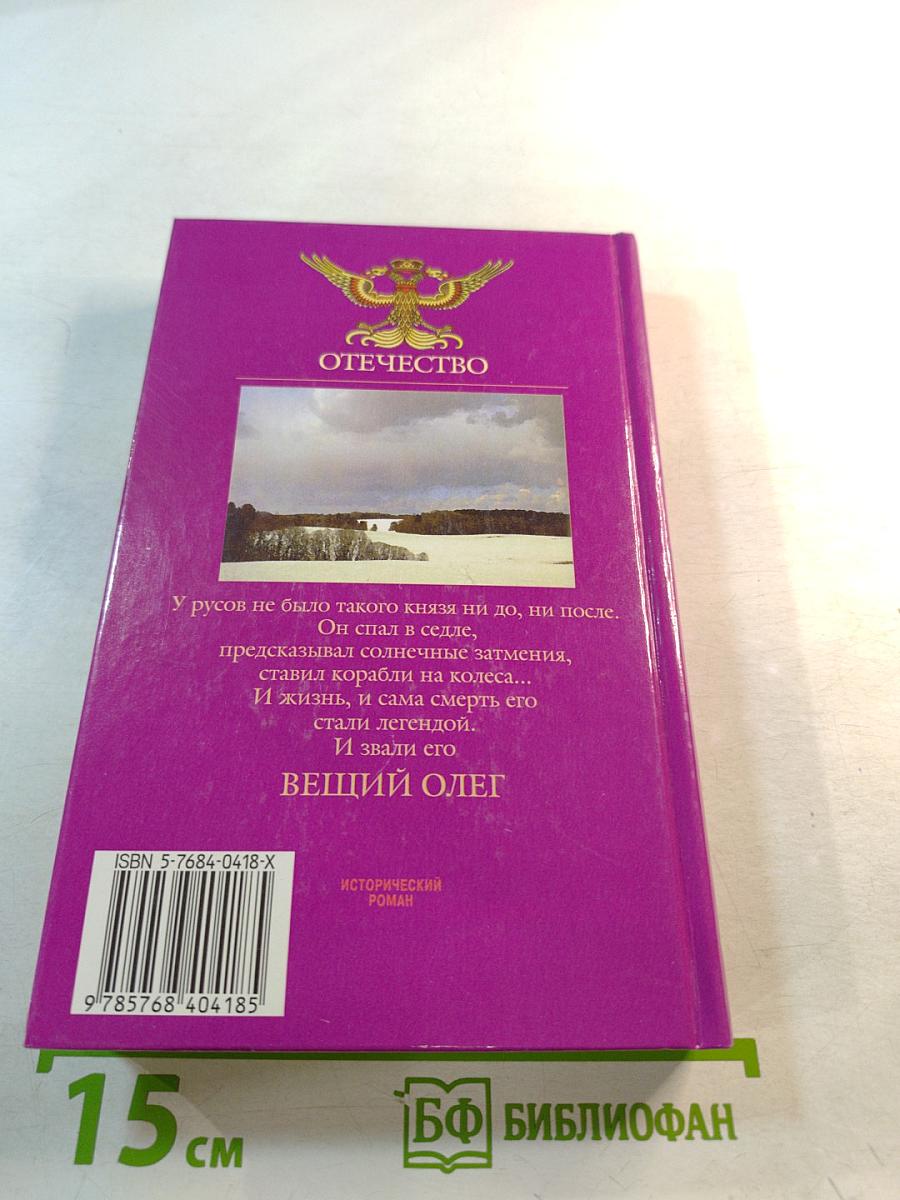 ОТЕЧЕСТВО
У русов не было такого князя ни до, ни после.
Он спал в седле,
предсказывал солнечные затмения,
ставил корабли на колеса...
И жизнь, и сама смерть его
стали легендой.
И звали его
ВЕЩИЙ ОЛЕГ
ISBN 5-7684-0418-X
9 785768 404185
ИСТОРИЧЕСКИЙ
РОМАН
15 см
БФ БИБЛИОФАН